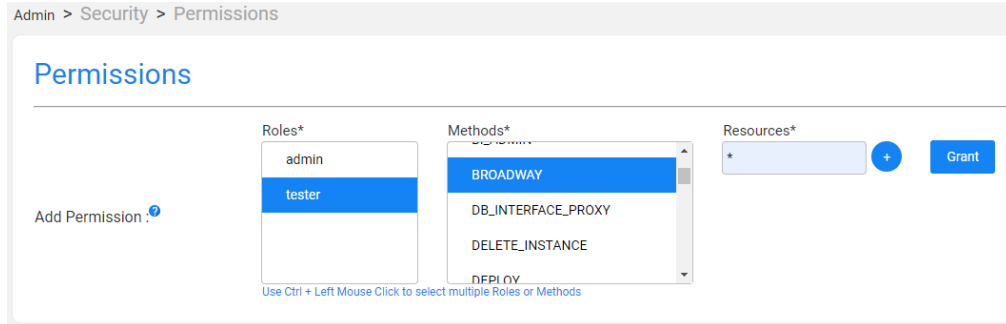 Admin > Security > Permissions
Permissions
Roles* Methods* Resources*
admin
tester
BI_ADMIN
BROADWAY
DB_INTERFACE_PROXY
DELETE_INSTANCE
DEPLOY
*
+
Grant
Add Permission :?
Use Ctrl + Left Mouse Click to select multiple Roles or Methods